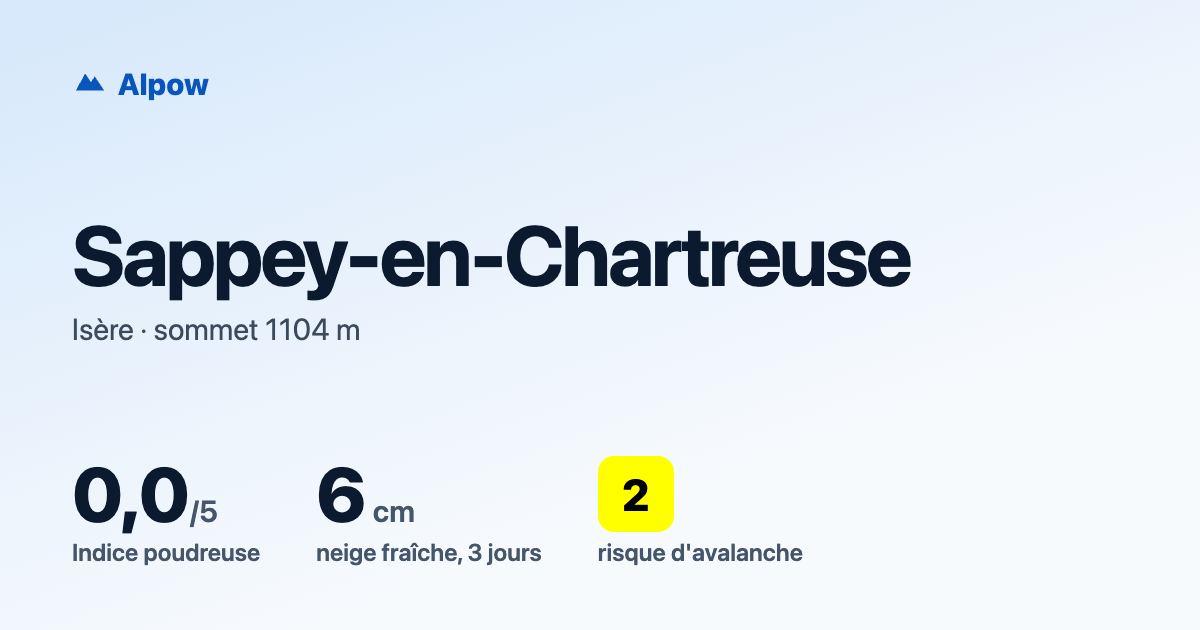 Alpow
Sappey-en-Chartreuse
Isère · sommet 1104 m
0,0/5
Indice poudreuse
6 cm
neige fraîche, 3 jours
2
risque d'avalanche